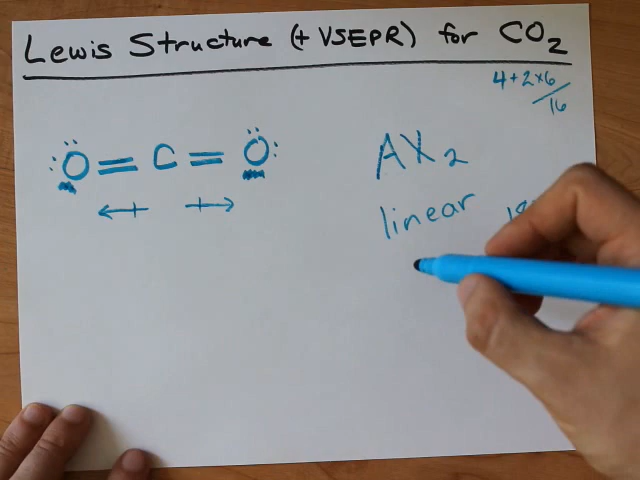 Lewis Structure (+ VSEPR) for CO₂
4 + 2×6
16
:Ö = C = Ö:
AX₂
linear